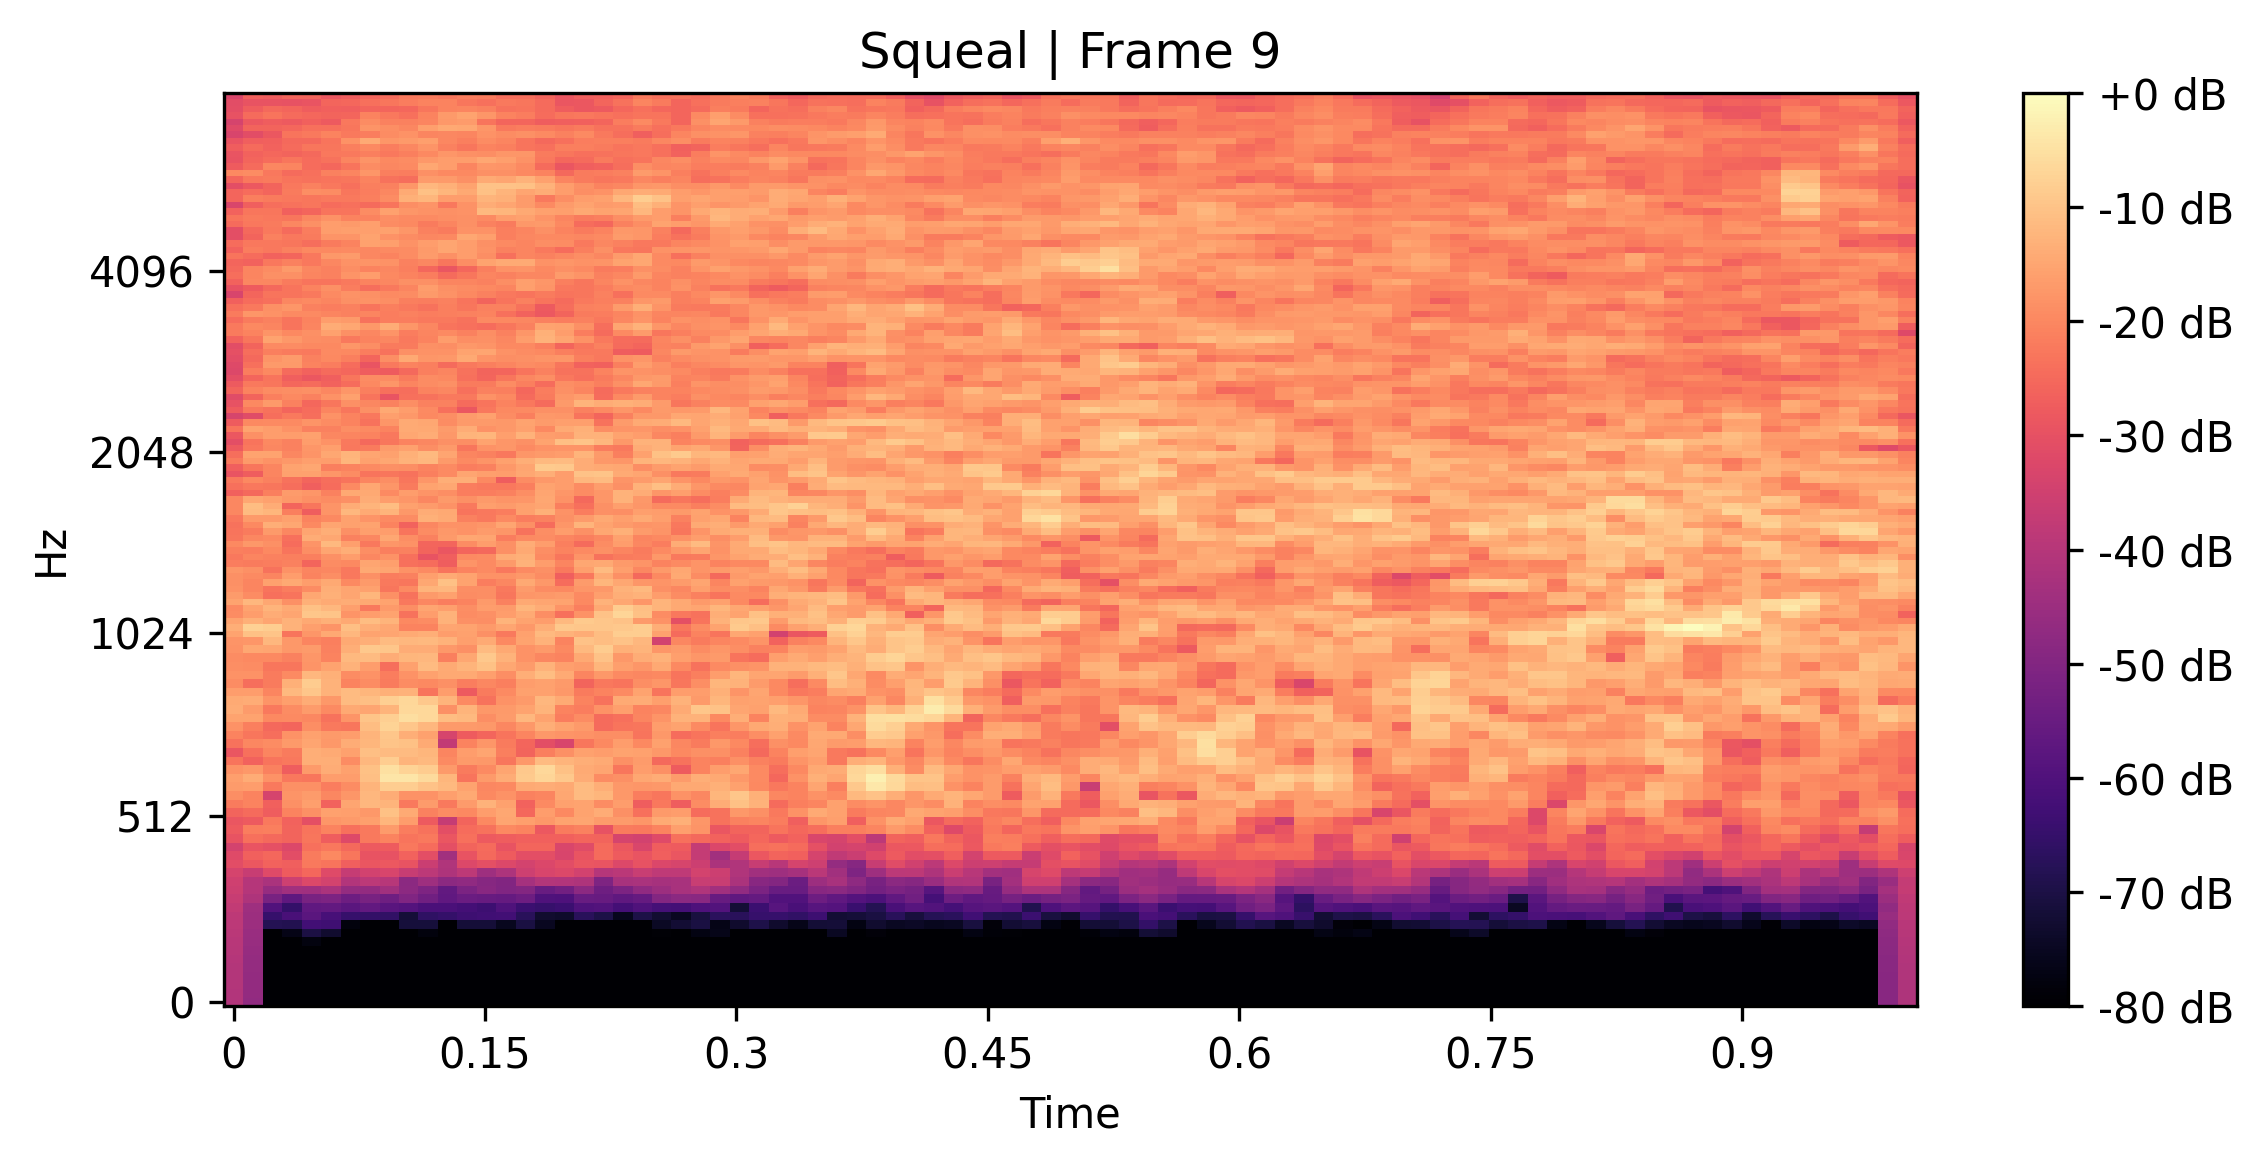 Squeal | Frame 9
+0 dB
-10 dB
-20 dB
-30 dB
-40 dB
-50 dB
-60 dB
-70 dB
-80 dB
4096
2048
1024
512
0
Hz
0 0.15 0.3 0.45 0.6 0.75 0.9
Time